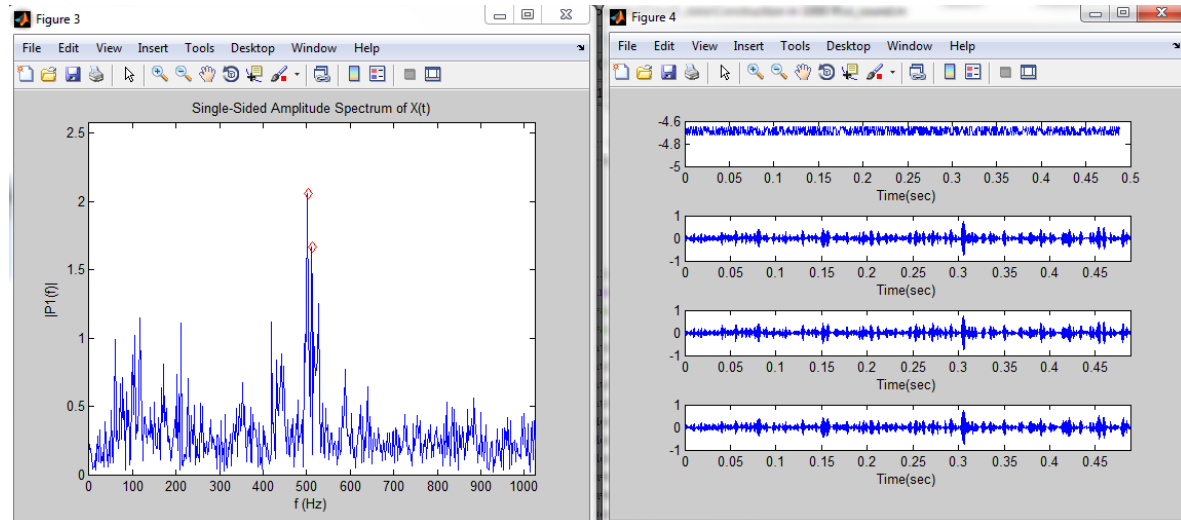 Figure 3
File Edit View Insert Tools Desktop Window Help
Single-Sided Amplitude Spectrum of X(t)
2.5
2
1.5
1
0.5
0
|P1(f)|
0 100 200 300 400 500 600 700 800 900 1000
f (Hz)
Figure 4
File Edit View Insert Tools Desktop Window Help
-4.6
-4.8
-5
0 0.05 0.1 0.15 0.2 0.25 0.3 0.35 0.4 0.45 0.5
Time(sec)
1
0
-1
0 0.05 0.1 0.15 0.2 0.25 0.3 0.35 0.4 0.45
Time(sec)
1
0
-1
0 0.05 0.1 0.15 0.2 0.25 0.3 0.35 0.4 0.45
Time(sec)
1
0
-1
0 0.05 0.1 0.15 0.2 0.25 0.3 0.35 0.4 0.45
Time(sec)